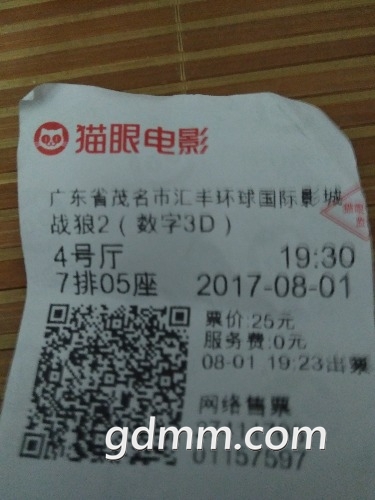 猫眼电影
广东省茂名市汇丰环球国际影城
战狼2（数字3D）
4号厅 19:30
7排05座 2017-08-01
票价:25元
服务费:0元
08-01 19:23出票
网络售票
gdmm.com
01157597